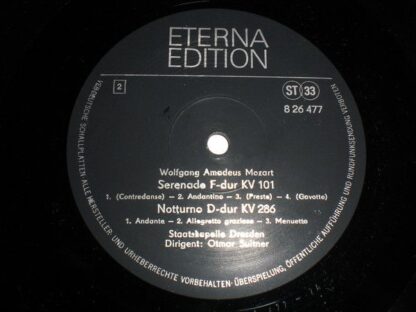 ETERNA
EDITION
2
ST 33
8 26 477
Wolfgang Amadeus Mozart
Serenade F-dur KV 101
1. (Contredanse) – 2. Andantino – 3. (Presto) – 4. (Gavotte)
Notturno D-dur KV 286
1. Andante – 2. Allegretto grazioso – 3. Menuetto
Staatskapelle Dresden
Dirigent: Otmar Suitner
VEB DEUTSCHE SCHALLPLATTEN ALLE HERSTELLER- UND URHEBERRECHTE VORBEHALTEN · ÜBERSPIELUNG, ÖFFENTLICHE AUFFÜHRUNG UND RUNDFUNKSENDUNG VERBOTEN